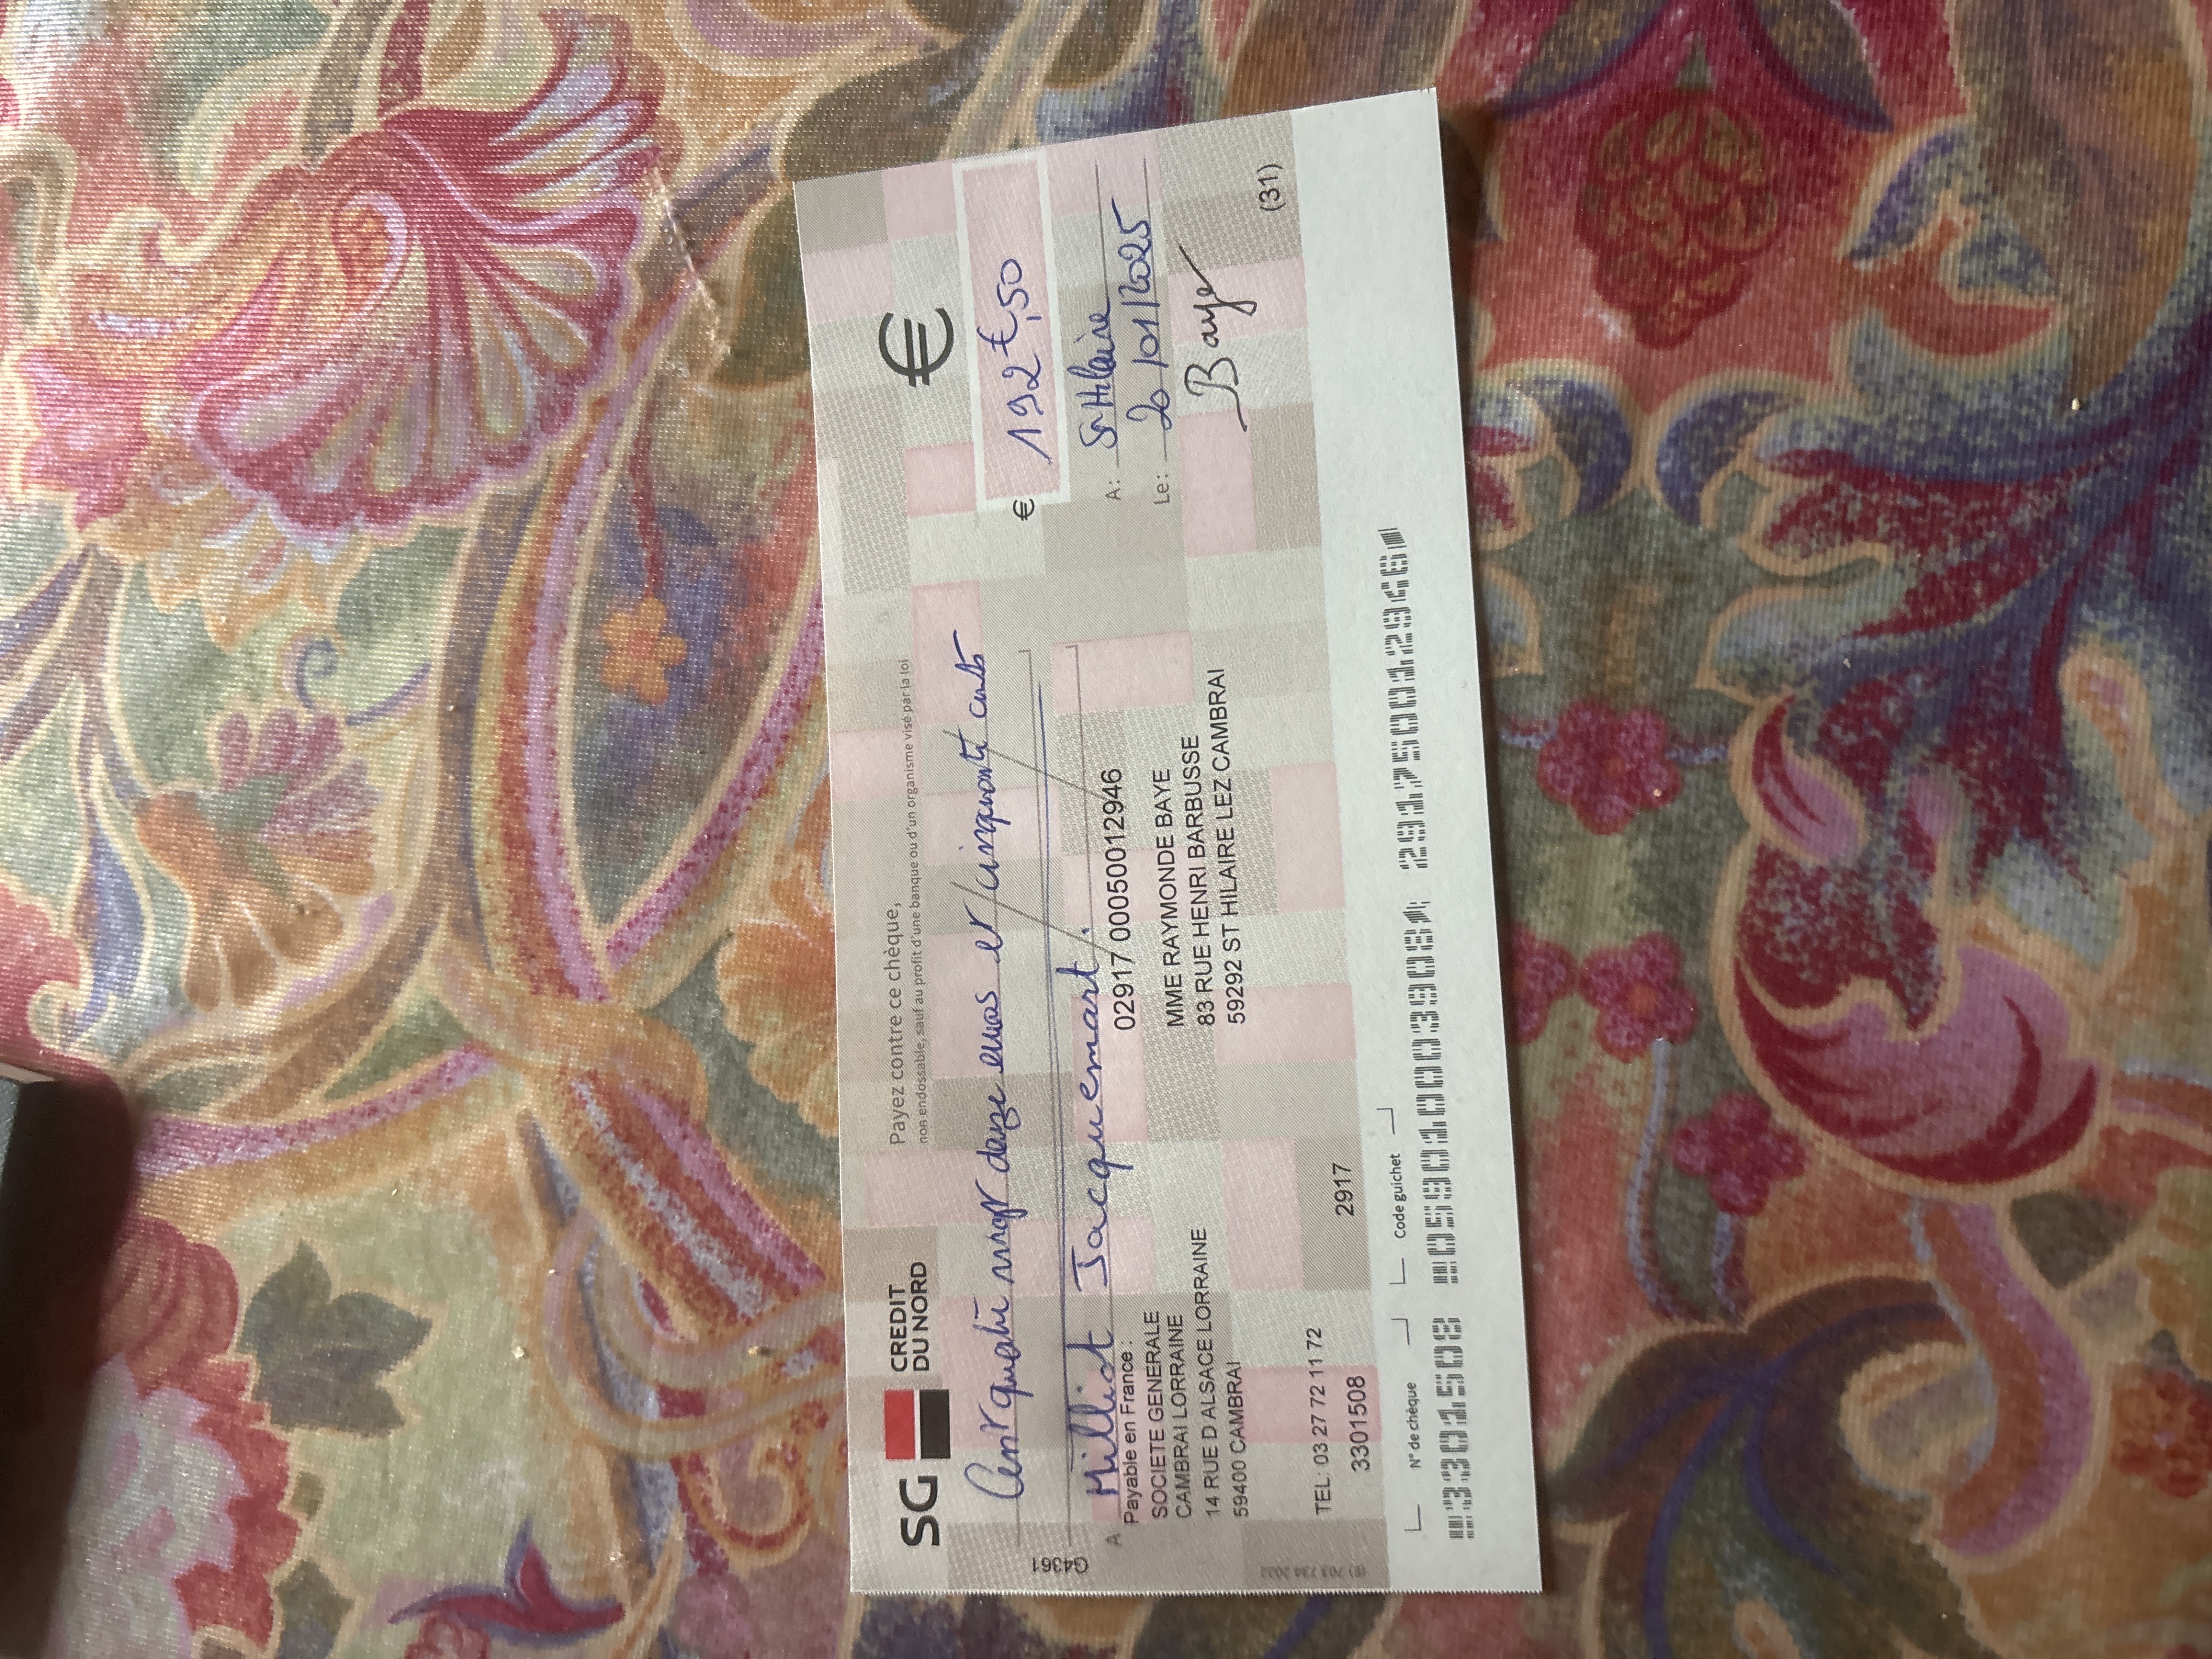 SG CREDIT
DU NORD
Payez contre ce chèque,
non endossable, sauf au profit d'une banque ou d'un organisme visé par la loi
€
Cent quatre vingt douze euros et cinquante cents
€ 192 €,50
A Milliot Jacquemart.
A : St Hilaire
Le : 20/01/2025
Baye
Payable en France :
SOCIETE GENERALE
CAMBRAI LORRAINE
14 RUE D ALSACE LORRAINE
59400 CAMBRAI
TEL: 03 27 72 11 72
02917 00050012946
MME RAYMONDE BAYE
83 RUE HENRI BARBUSSE
59292 ST HILAIRE LEZ CAMBRAI
3301508
2917
(31)
G4361
N° de chèque
Code guichet